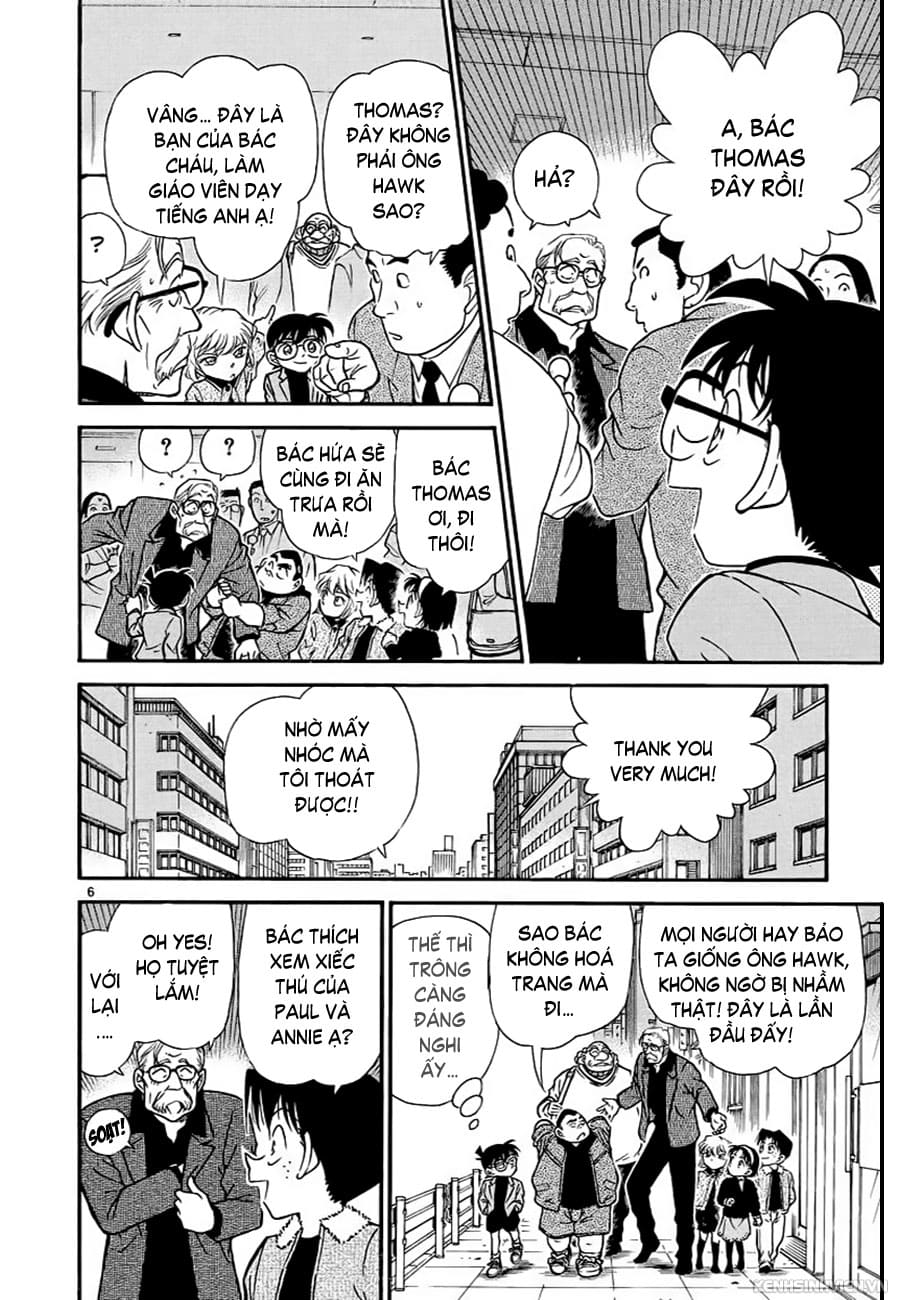 A, BÁC
THOMAS
ĐÂY RỒI!
HẢ?
THOMAS?
ĐÂY KHÔNG
PHẢI ÔNG
HAWK
SAO?
VÂNG... ĐÂY LÀ
BẠN CỦA BÁC
CHÁU, LÀM
GIÁO VIÊN DẠY
TIẾNG ANH Ạ!
?
BÁC
THOMAS
ƠI, ĐI
THÔI!
BÁC HỨA SẼ
CÙNG ĐI ĂN
TRƯA RỒI
MÀ!
?
?
THANK YOU
VERY MUCH!
NHỜ MẤY
NHÓC MÀ
TÔI THOÁT
ĐƯỢC!!
6
MỌI NGƯỜI HAY BẢO
TA GIỐNG ÔNG HAWK,
KHÔNG NGỜ BỊ NHẦM
THẬT! ĐÂY LÀ LẦN
ĐẦU ĐẤY!
SAO BÁC
KHÔNG HOÁ
TRANG MÀ
ĐI...
THẾ THÌ
TRÔNG
CÀNG
ĐÁNG
NGHI
ẤY...
BÁC THÍCH
XEM XIẾC
THÚ CỦA
PAUL VÀ
ANNIE Ạ?
OH YES!
HỌ TUYỆT
LẮM!
VỚI
LẠI
....
SOẠT!
XENHSINHVIEN.VN